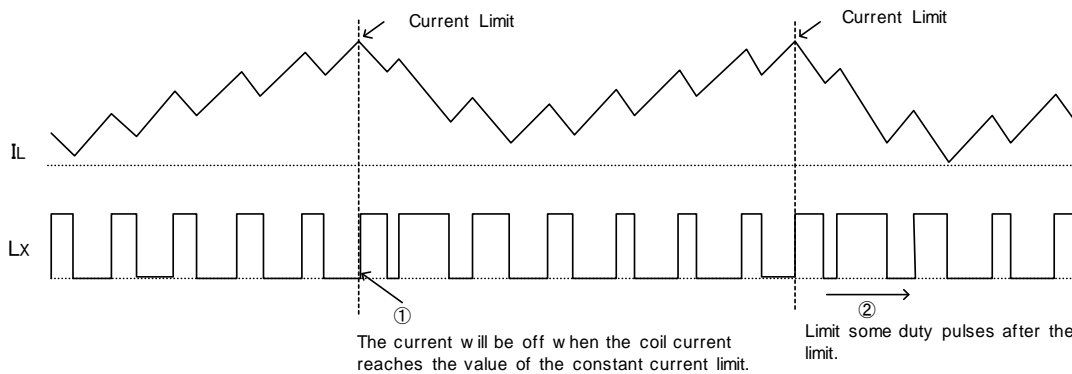 Current Limit
Current Limit
IL
Lx
①
②
The current will be off when the coil current
reaches the value of the constant current limit.
Limit some duty pulses after the
limit.